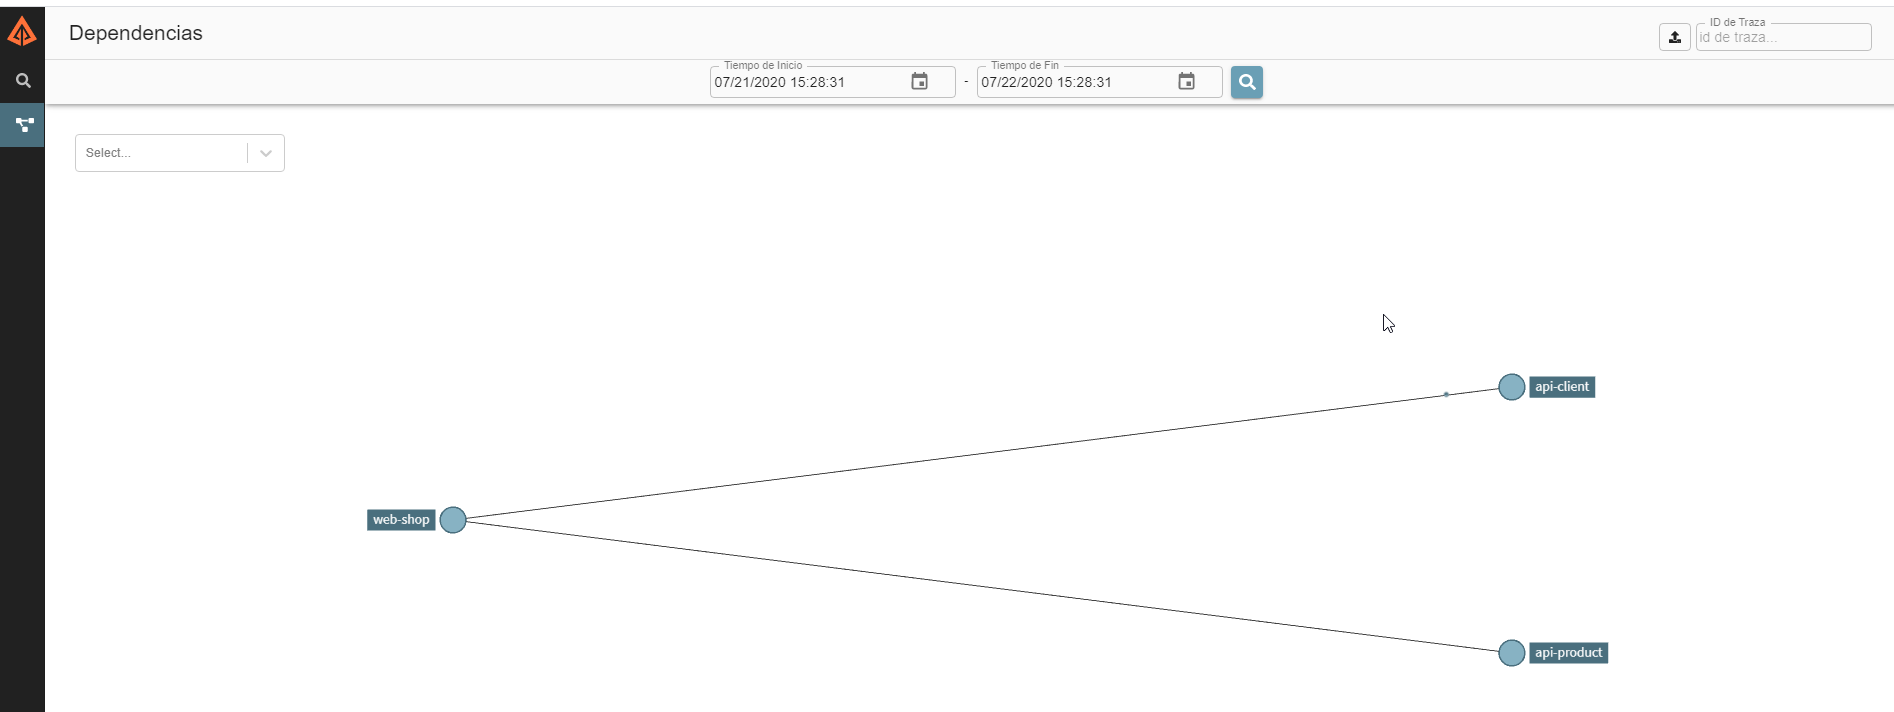 Dependencias
ID de Traza
id de traza...
Tiempo de Inicio
07/21/2020 15:28:31
-
Tiempo de Fin
07/22/2020 15:28:31
Select...
api-client
web-shop
api-product